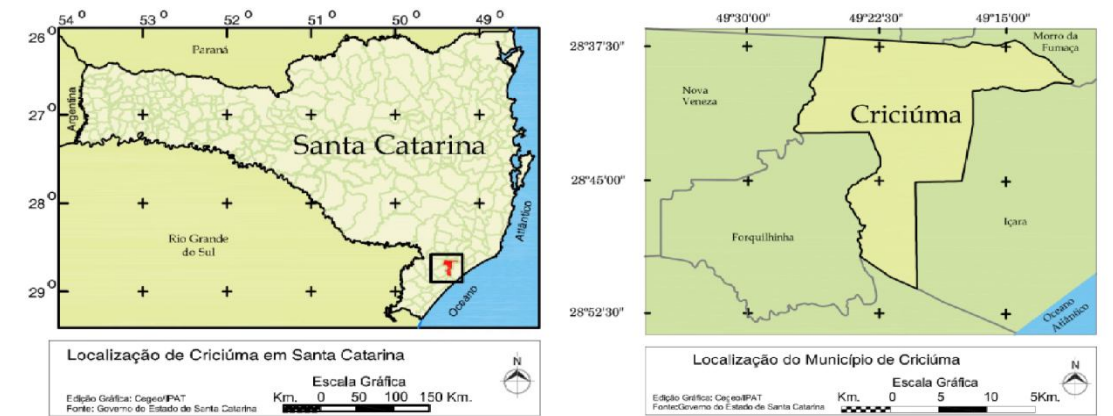 54° 53° 52° 51° 50° 49°
26°
Paraná
Argentina
27°
Santa Catarina
28°
Rio Grande
do Sul
Atlântico
29°
Oceano
Localização de Criciúma em Santa Catarina
N
Escala Gráfica
Edição Gráfica: Cegeo/IPAT
Fonte: Governo do Estado de Santa Catarina
Km. 0 50 100 150 Km.
49°30'00" 49°22'30" 49°15'00"
28°37'30"
Morro da
Fumaça
Nova
Veneza
Criciúma
28°45'00"
Forquilhinha
Içara
28°52'30"
Oceano
Atlântico
Localização do Município de Criciúma
N
Escala Gráfica
Edição Gráfica: Cegeo/IPAT
Fonte:Governo do Estado de Santa Catarina
Km. 0 5 10 5Km.